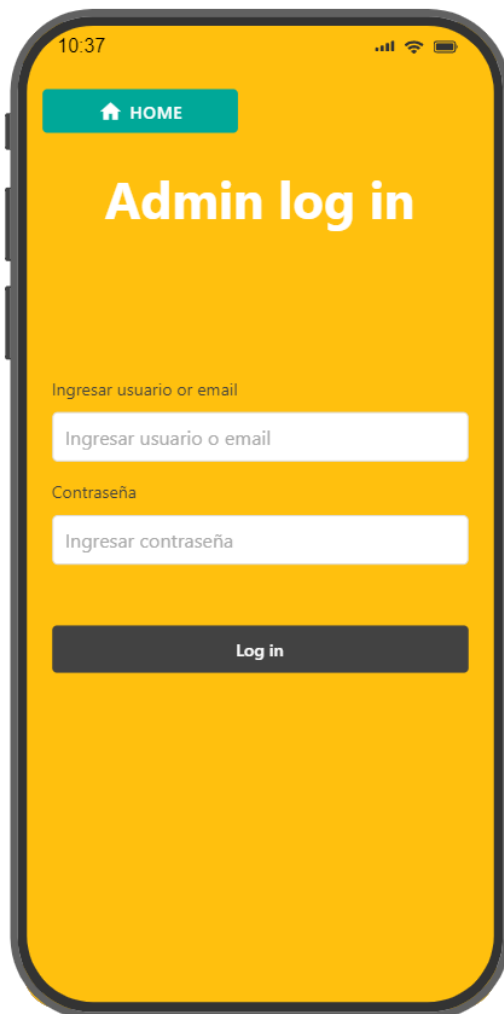 10:37
HOME
Admin log in
Ingresar usuario or email
Ingresar usuario o email
Contraseña
Ingresar contraseña
Log in